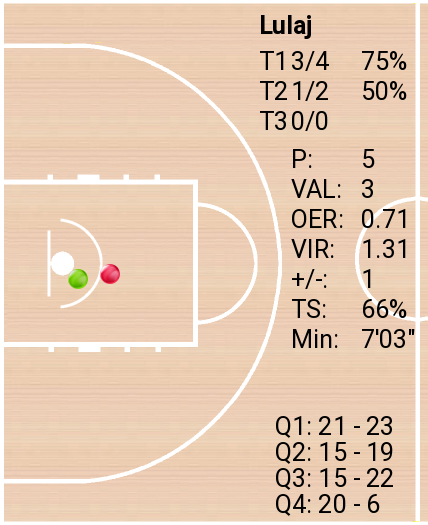 Lulaj
T1 3/4 75%
T2 1/2 50%
T3 0/0
P: 5
VAL: 3
OER: 0.71
VIR: 1.31
+/-: 1
TS: 66%
Min: 7'03"
Q1: 21 - 23
Q2: 15 - 19
Q3: 15 - 22
Q4: 20 - 6